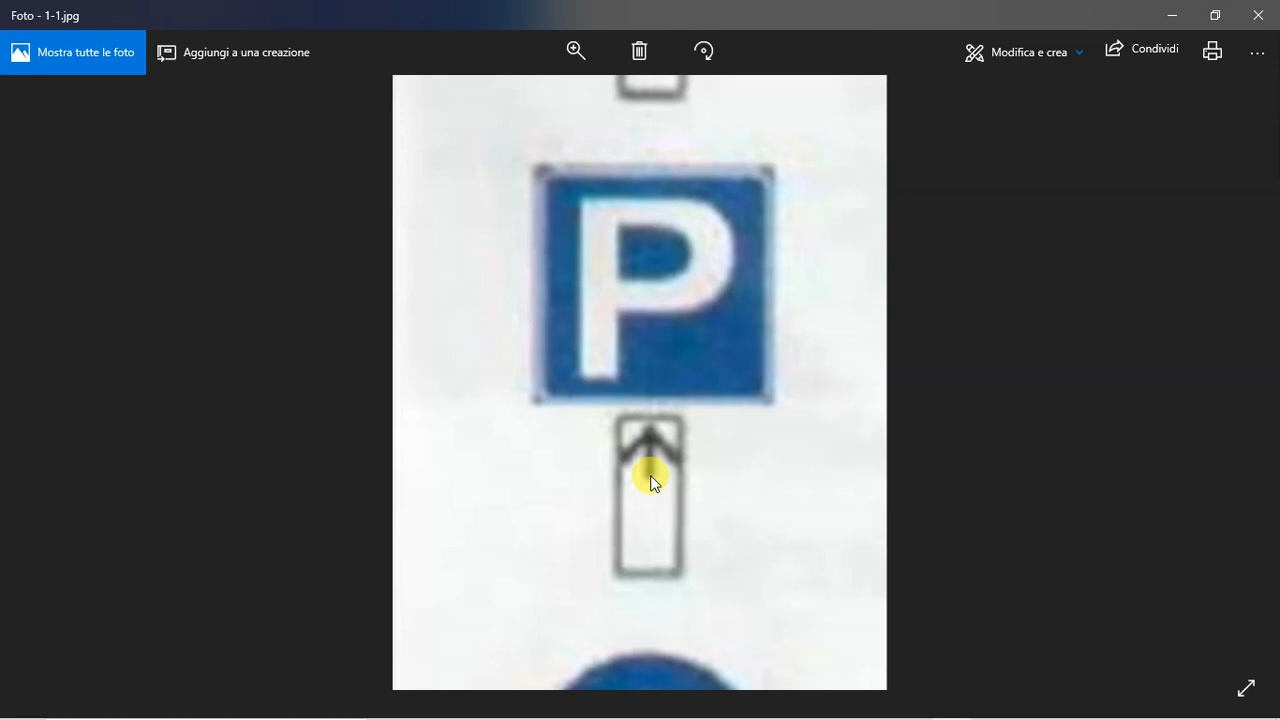 Foto - 1-1.jpg
Mostra tutte le foto
Aggiungi a una creazione
Modifica e crea
Condividi
P